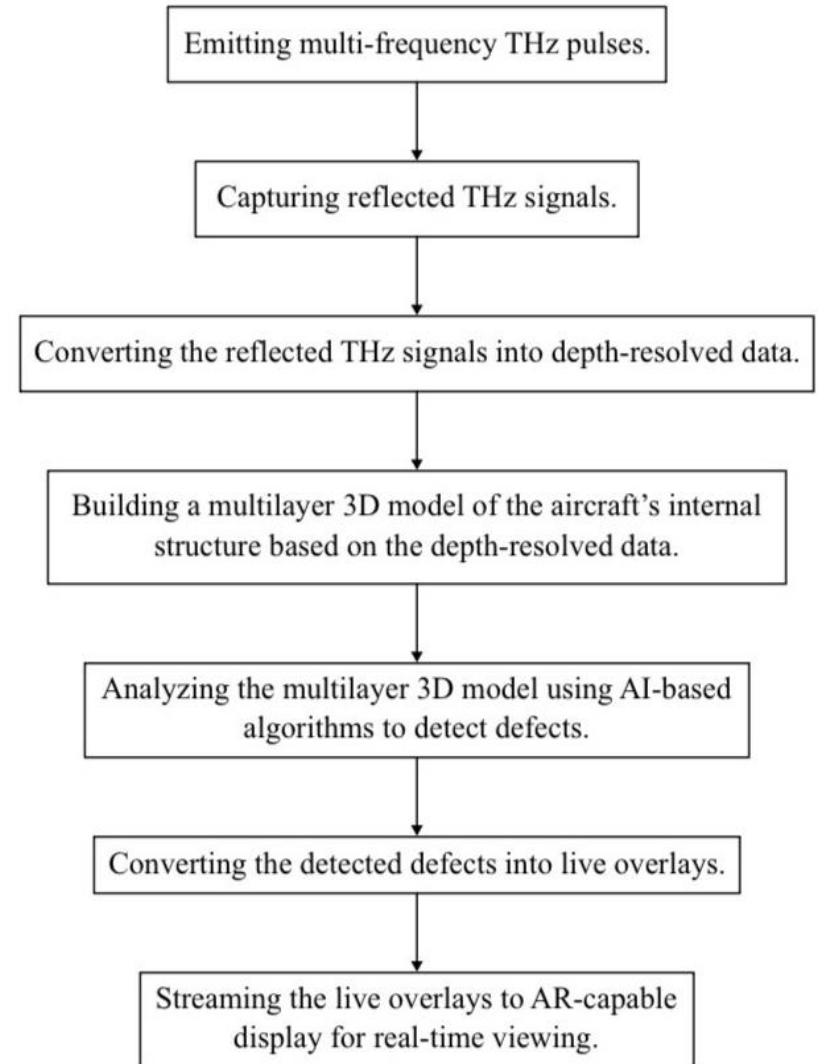 Emitting multi-frequency THz pulses.
Capturing reflected THz signals.
Converting the reflected THz signals into depth-resolved data.
Building a multilayer 3D model of the aircraft’s internal
structure based on the depth-resolved data.
Analyzing the multilayer 3D model using AI-based
algorithms to detect defects.
Converting the detected defects into live overlays.
Streaming the live overlays to AR-capable
display for real-time viewing.